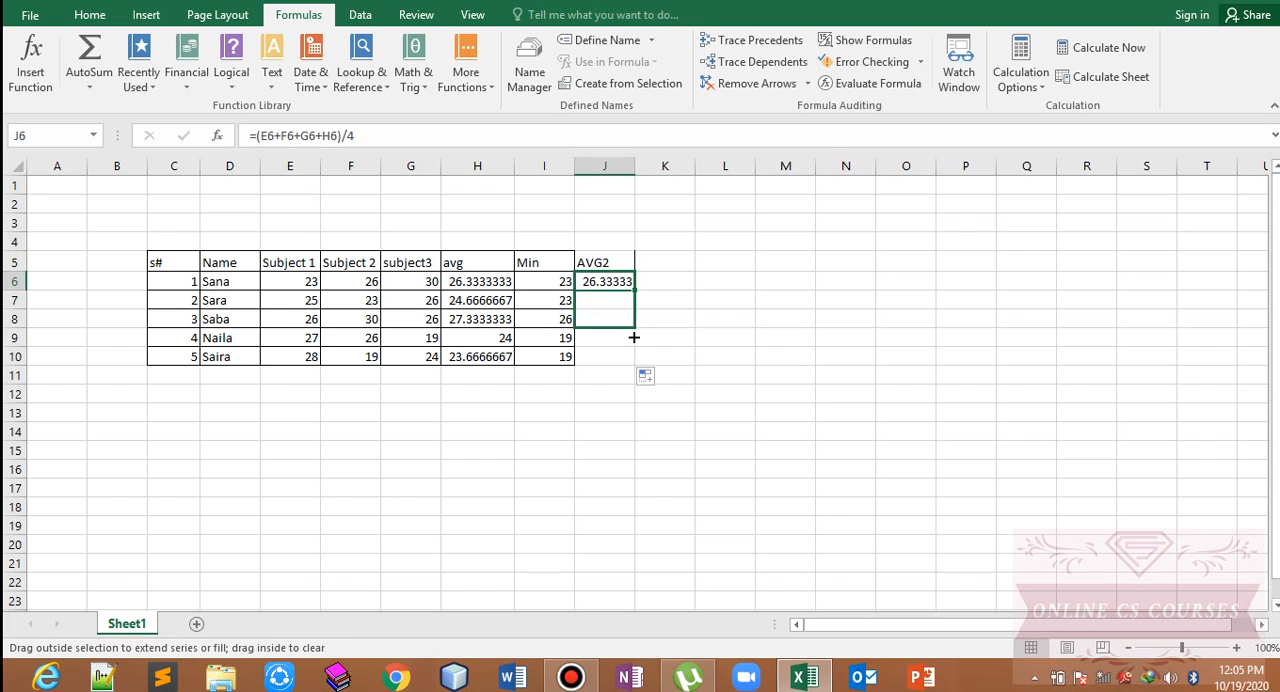 File Home Insert Page Layout Formulas Data Review View Tell me what you want to do... Sign in Share
Insert Function
AutoSum
Recently Used
Financial
Logical
Text
Date & Time
Lookup & Reference
Math & Trig
More Functions
Function Library
Name Manager
Define Name
Use in Formula
Create from Selection
Defined Names
Trace Precedents
Trace Dependents
Remove Arrows
Show Formulas
Error Checking
Evaluate Formula
Formula Auditing
Watch Window
Calculation Options
Calculate Now
Calculate Sheet
Calculation
J6 fx =(E6+F6+G6+H6)/4
A B C D E F G H I J K L M N O P Q R S T U
1
2
3
4
5 s# Name Subject 1 Subject 2 subject3 avg Min AVG2
6 1 Sana 23 26 30 26.3333333 23 26.33333
7 2 Sara 25 23 26 24.6666667 23
8 3 Saba 26 30 26 27.3333333 26
9 4 Naila 27 26 19 24 19
10 5 Saira 28 19 24 23.6666667 19
11
12
13
14
15
16
17
18
19
20
21
22
23
ONLINE CS COURSES
Sheet1
Drag outside selection to extend series or fill; drag inside to clear
100%
12:05 PM
10/19/2020